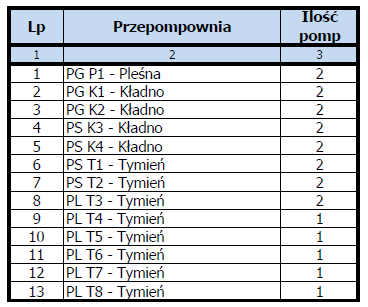 Lp Przepompownia Ilość pomp
1 2 3
1 PG P1 - Pleśna 2
2 PG K1 - Kładno 2
3 PG K2 - Kładno 2
4 PS K3 - Kładno 2
5 PS K4 - Kładno 2
6 PS T1 - Tymień 2
7 PS T2 - Tymień 2
8 PL T3 - Tymień 2
9 PL T4 - Tymień 1
10 PL T5 - Tymień 1
11 PL T6 - Tymień 1
12 PL T7 - Tymień 1
13 PL T8 - Tymień 1